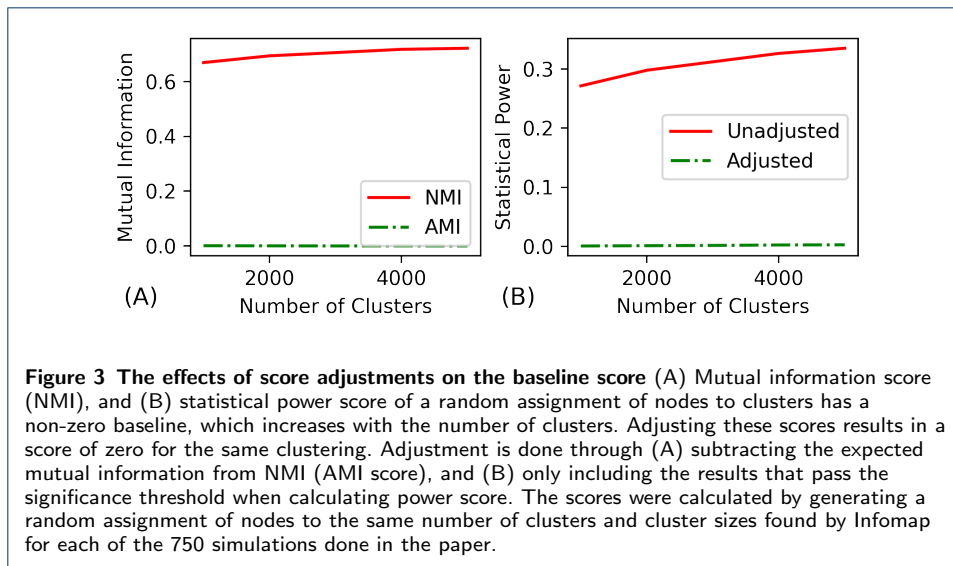 0.6
0.4
0.2
0.0
Mutual Information
NMI
AMI
2000
4000
(A)
Number of Clusters
0.3
0.2
0.1
0.0
Statistical Power
Unadjusted
Adjusted
2000
4000
(B)
Number of Clusters
Figure 3 The effects of score adjustments on the baseline score (A) Mutual information score
(NMI), and (B) statistical power score of a random assignment of nodes to clusters has a
non-zero baseline, which increases with the number of clusters. Adjusting these scores results in a
score of zero for the same clustering. Adjustment is done through (A) subtracting the expected
mutual information from NMI (AMI score), and (B) only including the results that pass the
significance threshold when calculating power score. The scores were calculated by generating a
random assignment of nodes to the same number of clusters and cluster sizes found by Infomap
for each of the 750 simulations done in the paper.